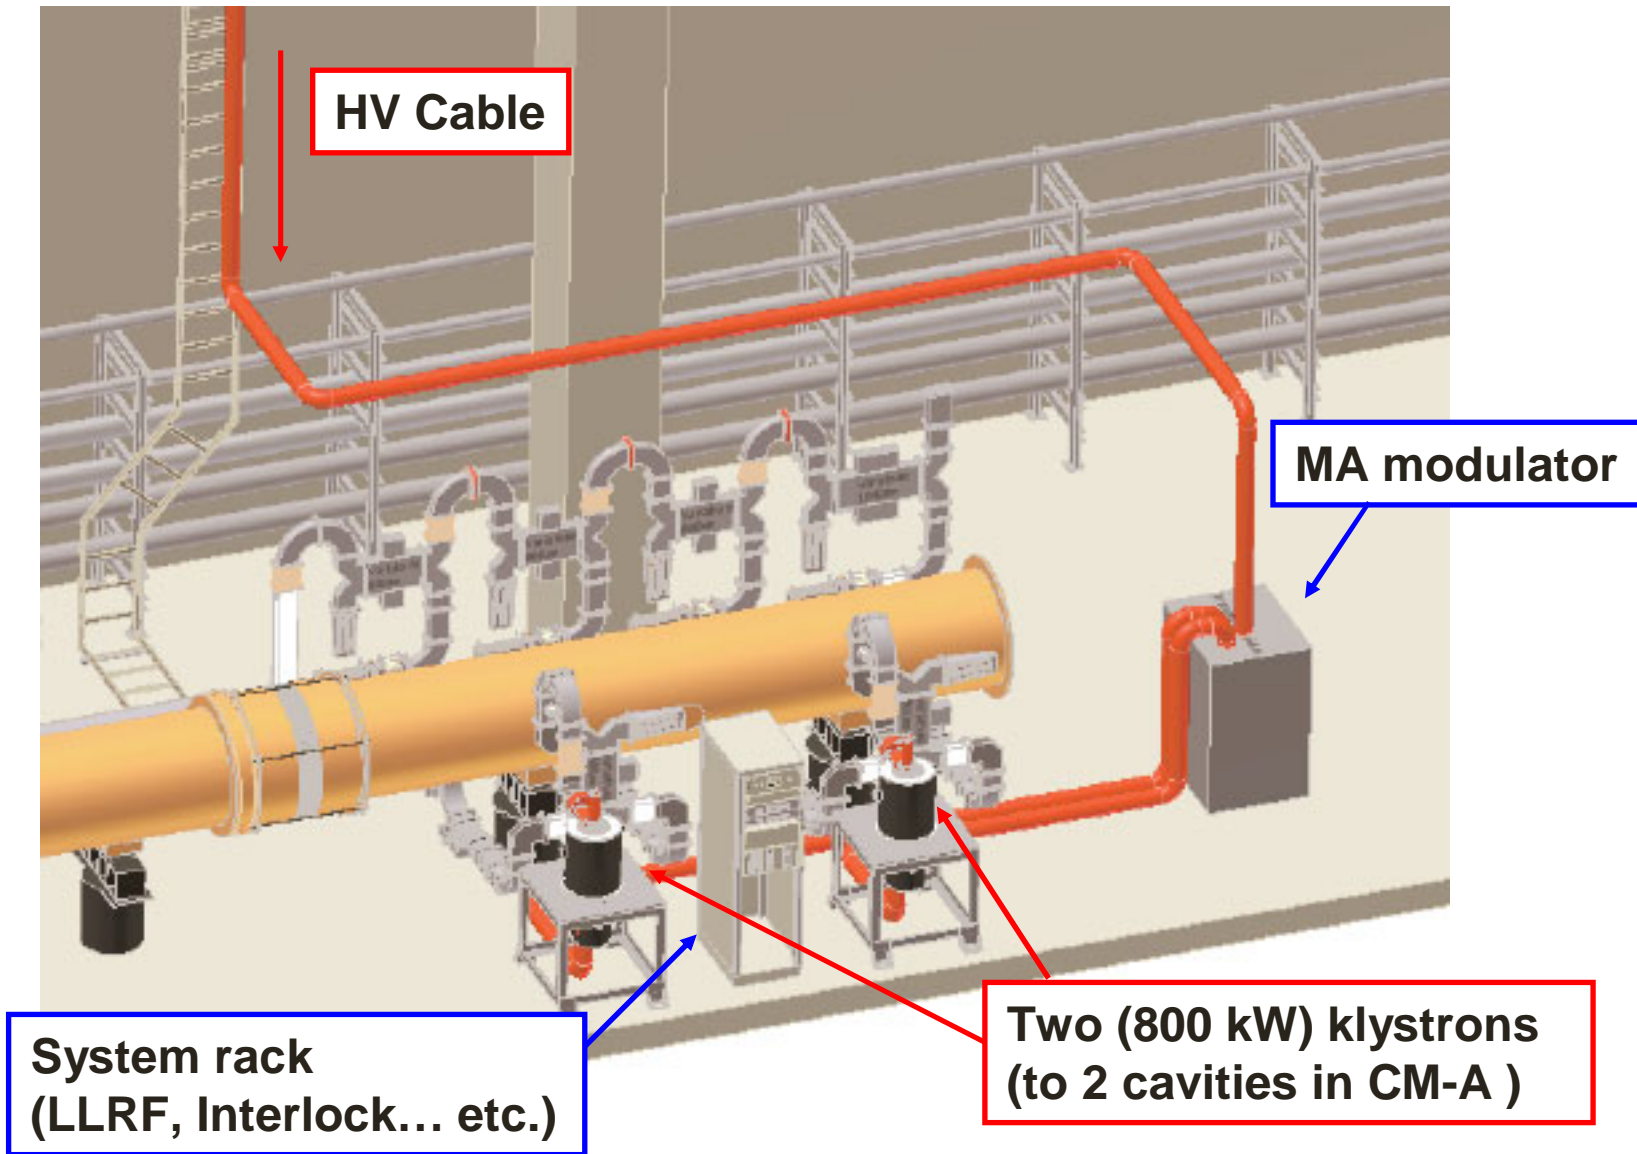 HV Cable
MA modulator
Two (800 kW) klystrons
(to 2 cavities in CM-A )
System rack
(LLRF, Interlock… etc.)